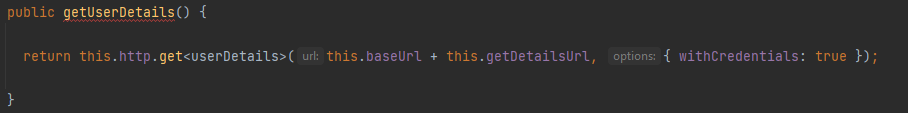 public getUserDetails() {
return this.http.get<userDetails>( url: this.baseUrl + this.getDetailsUrl, options: { withCredentials: true });
}